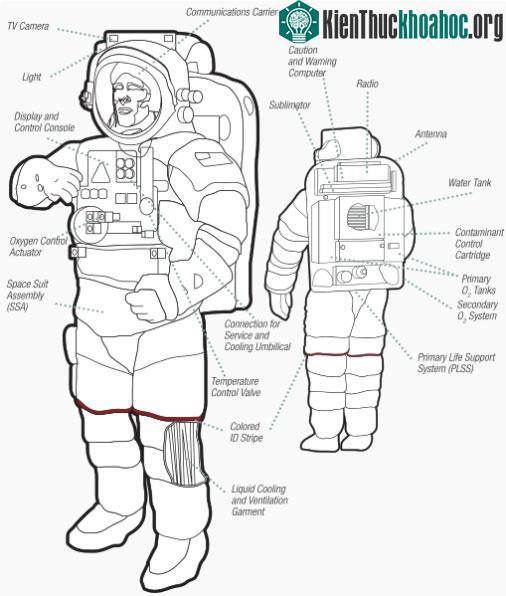 KienThuckhoahoc.org
TV Camera
Communications Carrier
Light
Caution
and Warning
Computer
Radio
Sublimator
Display and
Control Console
Antenna
Water Tank
Oxygen Control
Actuator
Contaminant
Control
Cartridge
Space Suit
Assembly
(SSA)
Primary
O2 Tanks
Secondary
O2 System
Connection for
Service and
Cooling Umbilical
Primary Life Support
System (PLSS)
Temperature
Control Valve
Colored
ID Stripe
Liquid Cooling
and Ventilation
Garment